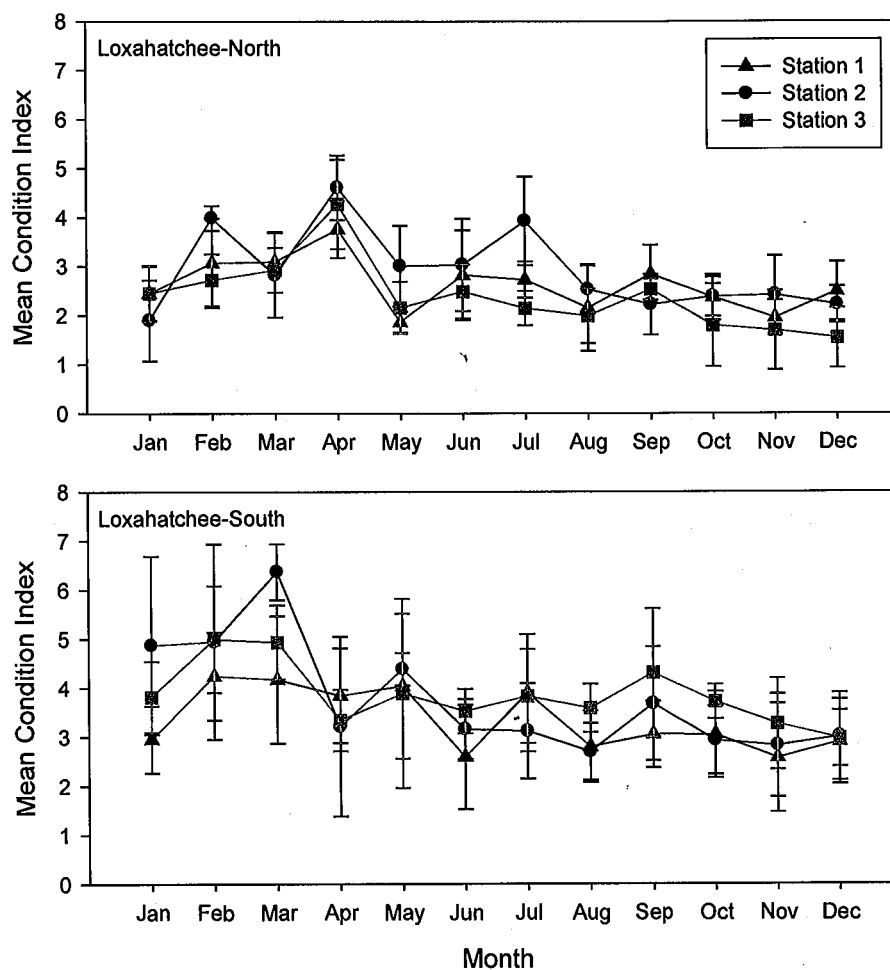 Loxahatchee-North
Station 1
Station 2
Station 3
Mean Condition Index
8
7
6
5
4
3
2
1
0
Jan Feb Mar Apr May Jun Jul Aug Sep Oct Nov Dec
Loxahatchee-South
Mean Condition Index
8
7
6
5
4
3
2
1
0
Jan Feb Mar Apr May Jun Jul Aug Sep Oct Nov Dec
Month